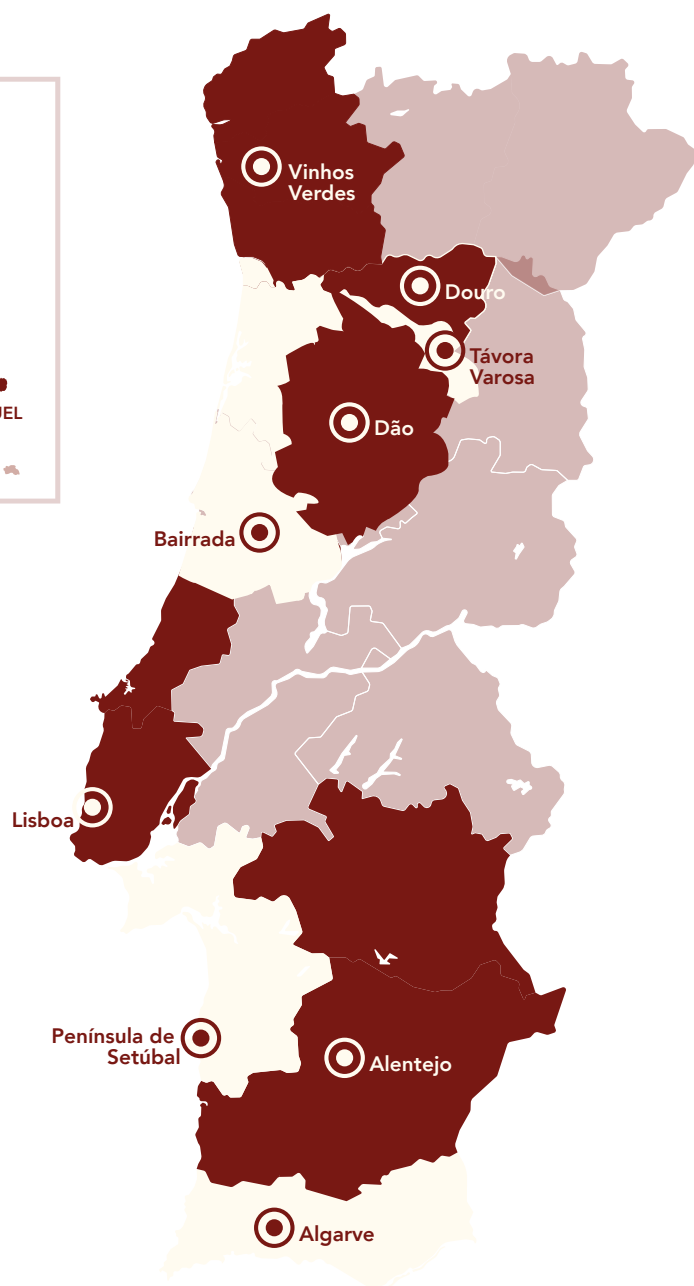 Vinhos
Verdes
Douro
Távora
Varosa
Dão
Bairrada
Lisboa
Península de
Setúbal
Alentejo
Algarve